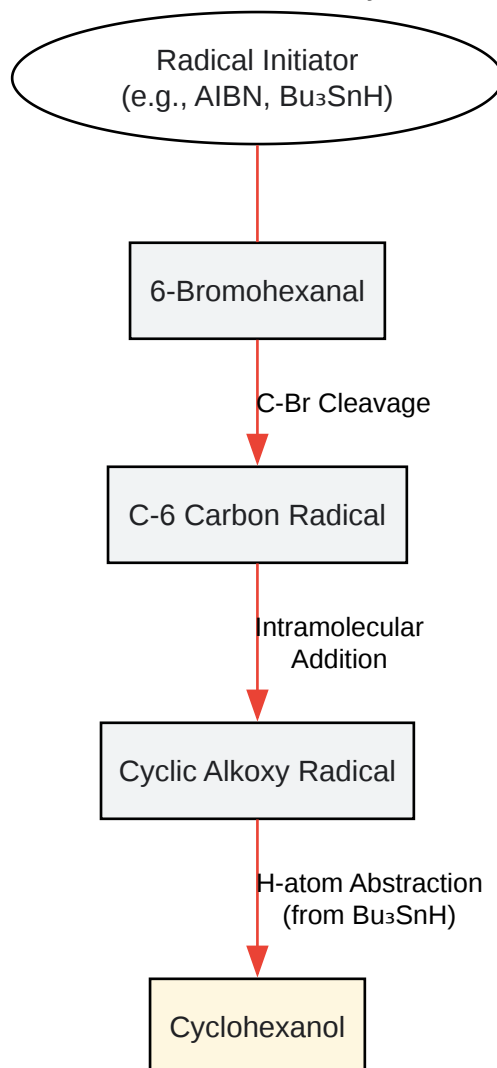 Radical Initiator
(e.g., AIBN, Bu₃SnH)
6-Bromohexanal
C-Br Cleavage
C-6 Carbon Radical
Intramolecular
Addition
Cyclic Alkoxy Radical
H-atom Abstraction
(from Bu₃SnH)
Cyclohexanol